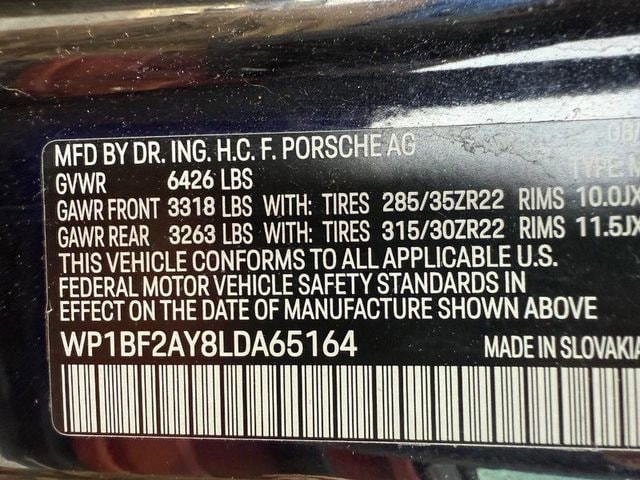 MFD BY DR. ING. H.C. F. PORSCHE AG
GVWR 6426 LBS
GAWR FRONT 3318 LBS WITH: TIRES 285/35ZR22 RIMS 10.0JX
GAWR REAR 3263 LBS WITH: TIRES 315/30ZR22 RIMS 11.5JX
THIS VEHICLE CONFORMS TO ALL APPLICABLE U.S.
FEDERAL MOTOR VEHICLE SAFETY STANDARDS IN
EFFECT ON THE DATE OF MANUFACTURE SHOWN ABOVE
WP1BF2AY8LDA65164 MADE IN SLOVAKIA